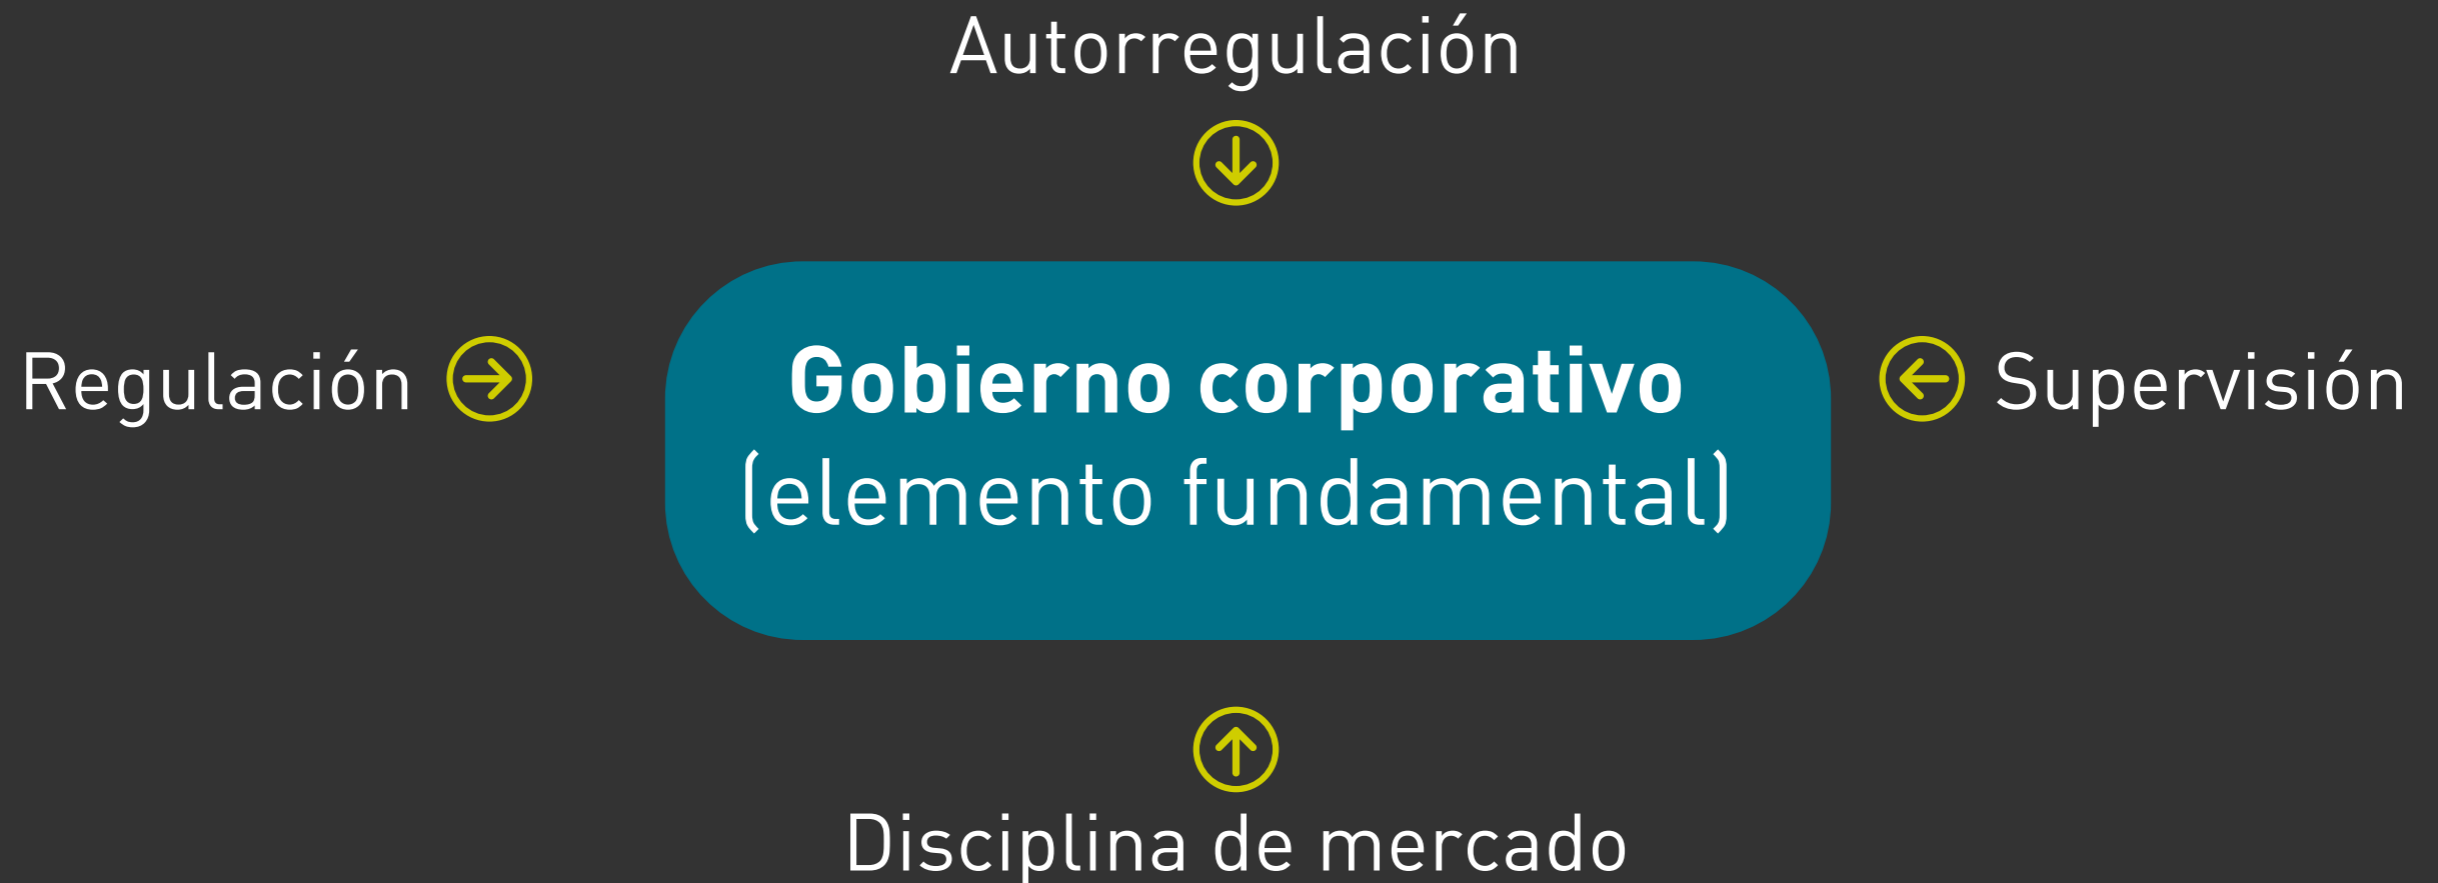 Autorregulación
Regulación
Gobierno corporativo
(elemento fundamental)
Supervisión
Disciplina de mercado